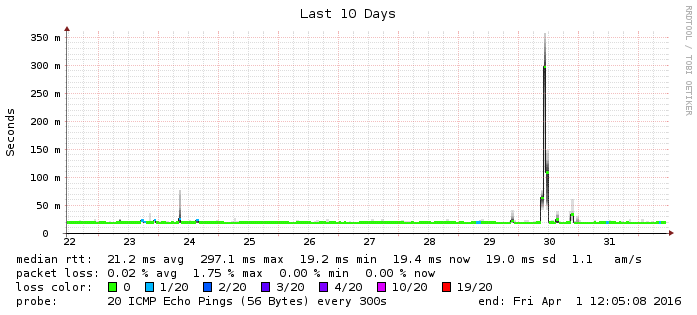 Last 10 Days
RRDTOOL / TOBI OETIKER
Seconds
350 m
300 m
250 m
200 m
150 m
100 m
50 m
0
22 23 24 25 26 27 28 29 30 31
median rtt: 21.2 ms avg 297.1 ms max 19.2 ms min 19.4 ms now 19.0 ms sd 1.1 am/s
packet loss: 0.02 % avg 1.75 % max 0.00 % min 0.00 % now
loss color: 0 1/20 2/20 3/20 4/20 10/20 19/20
probe: 20 ICMP Echo Pings (56 Bytes) every 300s end: Fri Apr 1 12:05:08 2016